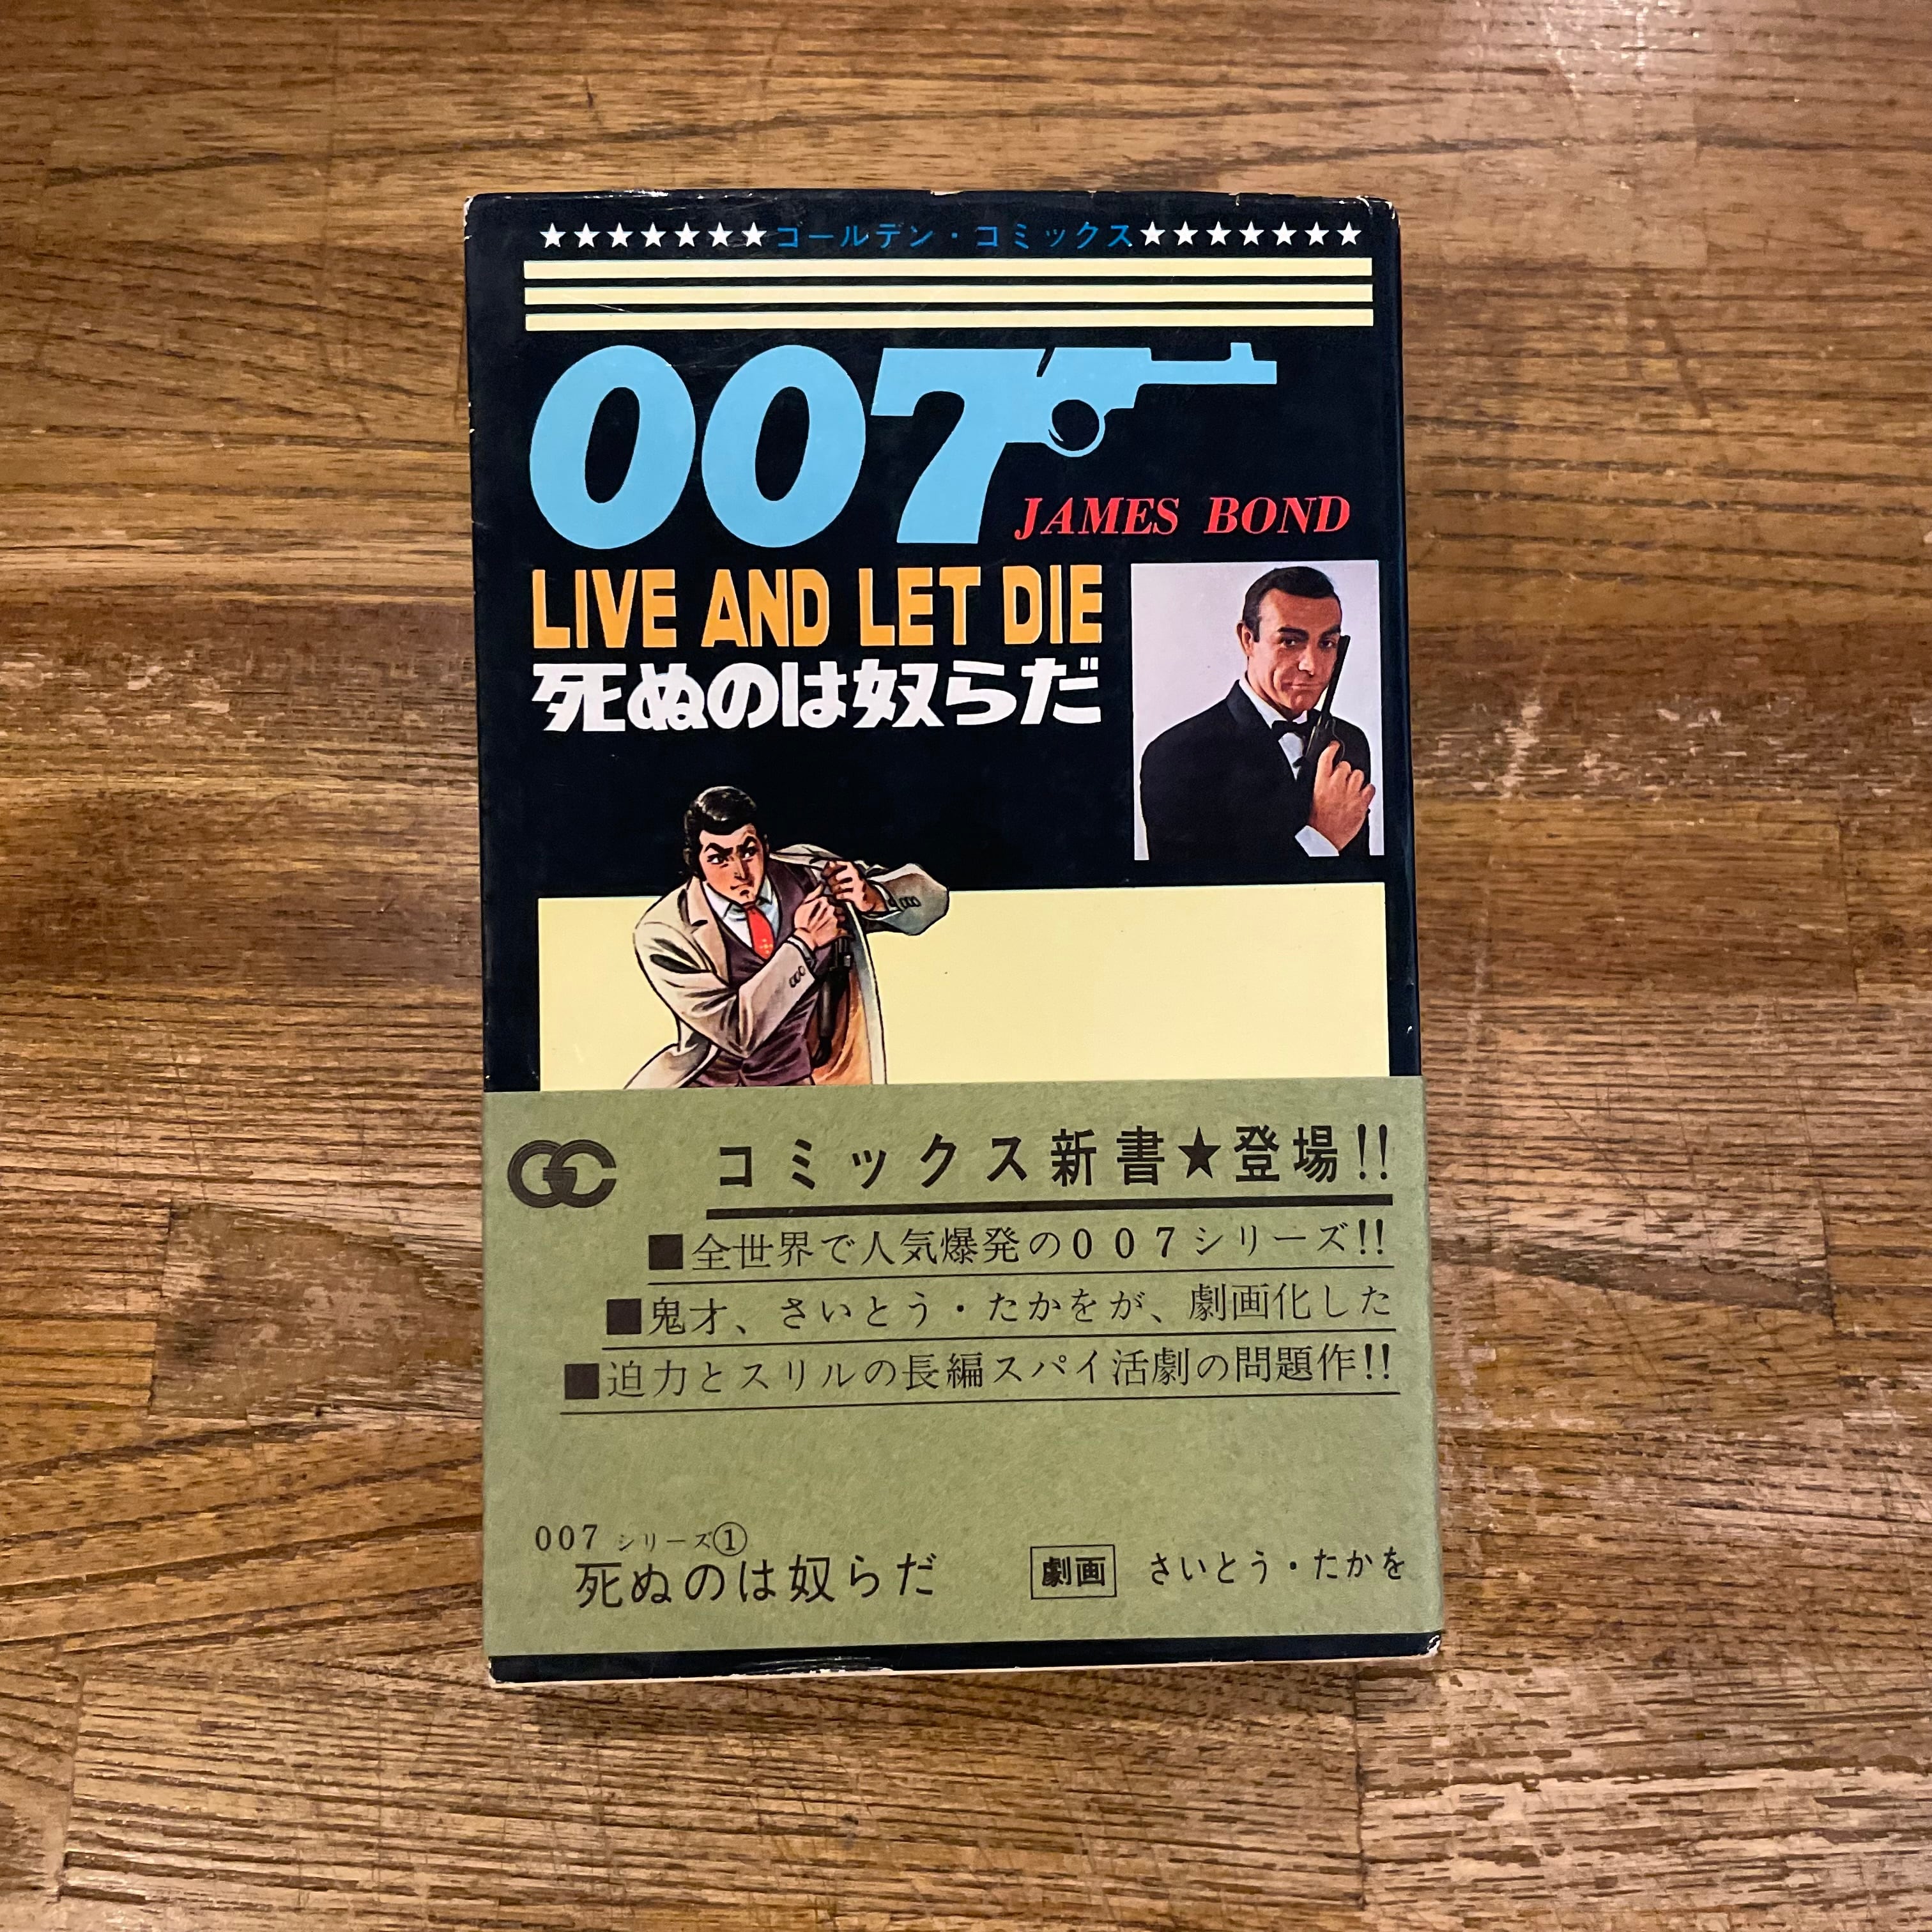 ★★★★★★★ゴールデン・コミックス★★★★★★★
007
JAMES BOND
LIVE AND LET DIE
死ぬのは奴らだ
GC
コミックス新書★登場!!
■全世界で人気爆発の007シリーズ!!
■鬼才、さいとう・たかをが、劇画化した
■迫力とスリルの長編スパイ活劇の問題作!!
007 シリーズ①
死ぬのは奴らだ
劇画 さいとう・たかを